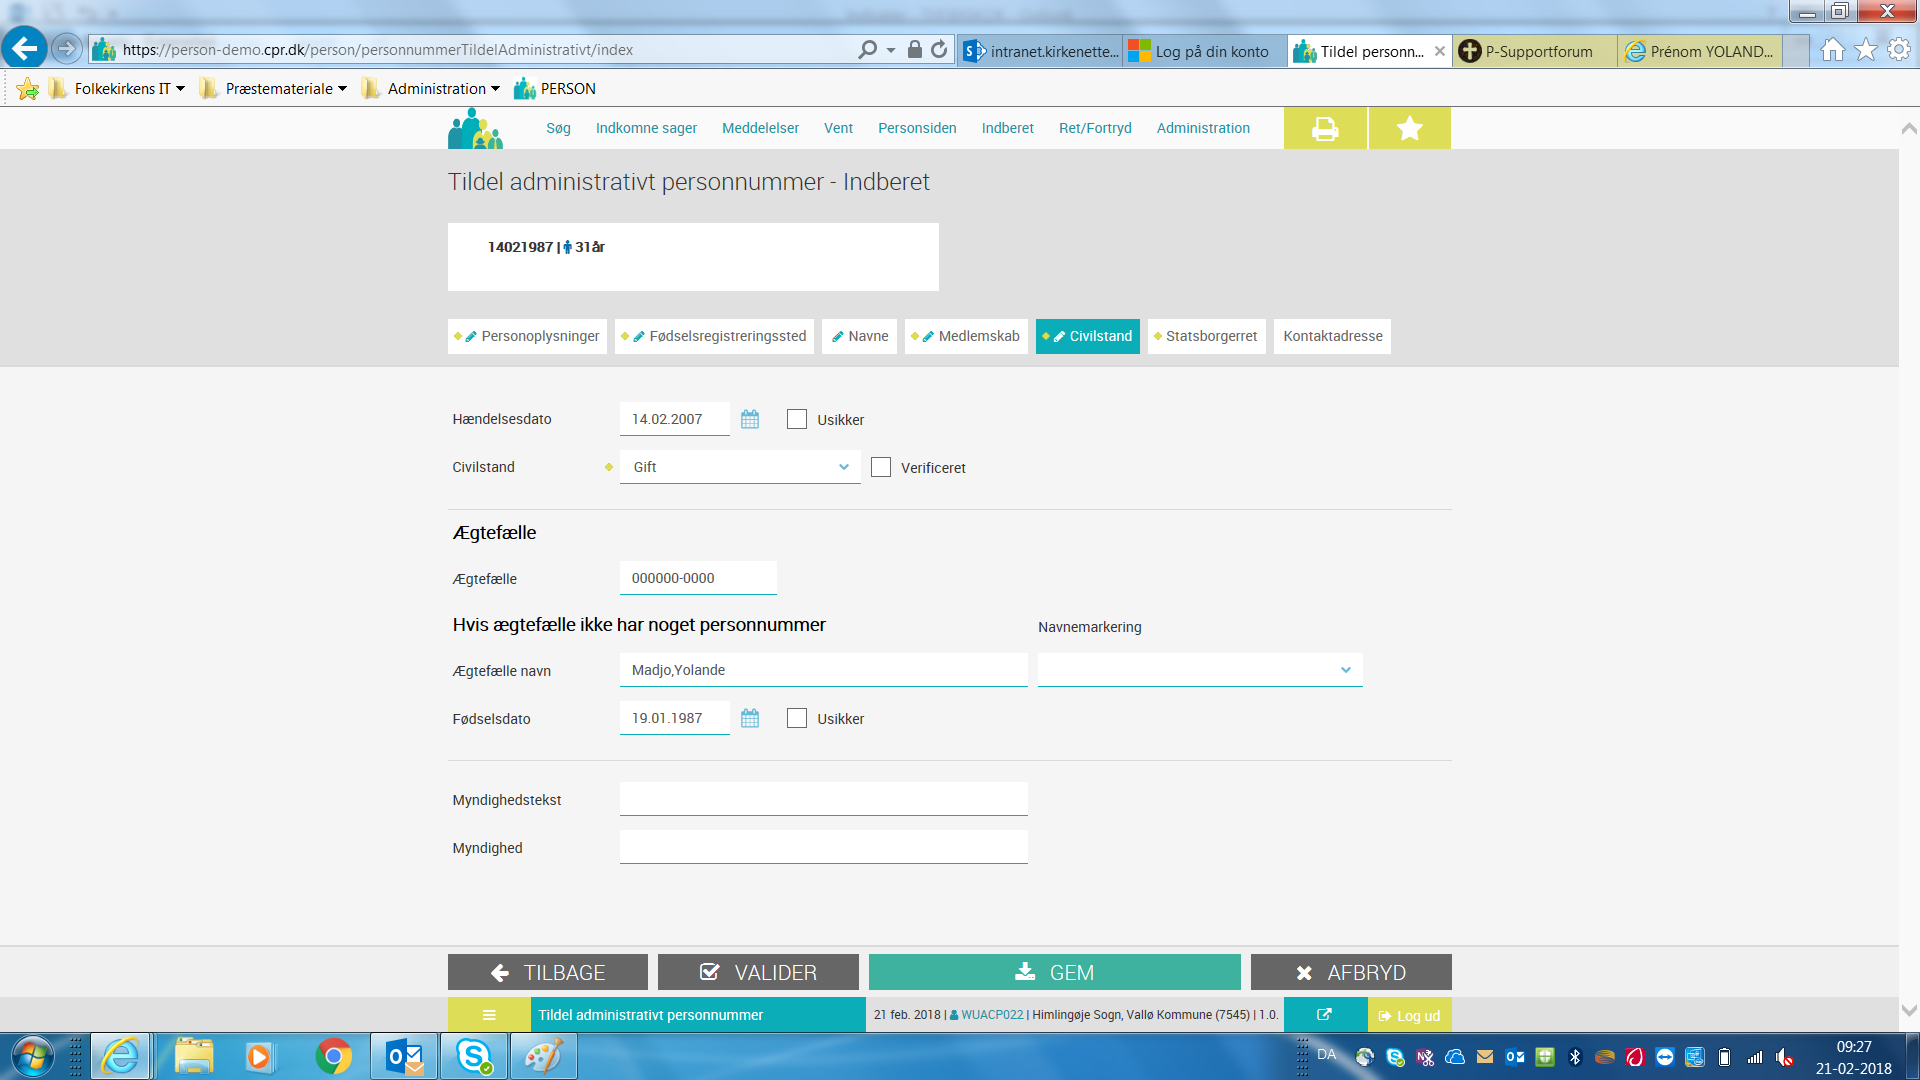 https://person-demo.cpr.dk/person/personnummerTildelAdministrativt/index
intranet.kirkenette...
Log på din konto
Tildel personn...
P-Supportforum
Prénom YOLAND...
Folkekirkens IT
Præstemateriale
Administration
PERSON
Søg
Indkomne sager
Meddelelser
Vent
Personsiden
Indberet
Ret/Fortryd
Administration
Tildel administrativt personnummer - Indberet
14021987 | 31år
Personoplysninger
Fødselsregistreringssted
Navne
Medlemskab
Civilstand
Statsborgerret
Kontaktadresse
Hændelsesdato
14.02.2007
Usikker
Civilstand
Gift
Verificeret
Ægtefælle
Ægtefælle
000000-0000
Hvis ægtefælle ikke har noget personnummer
Navnemarkering
Ægtefælle navn
Madjo,Yolande
Fødselsdato
19.01.1987
Usikker
Myndighedstekst
Myndighed
TILBAGE
VALIDER
GEM
AFBRYD
Tildel administrativt personnummer
21 feb. 2018 | WUACP022 | Himlingøje Sogn, Vallø Kommune (7545) | 1.0.
Log ud
DA
09:27
21-02-2018